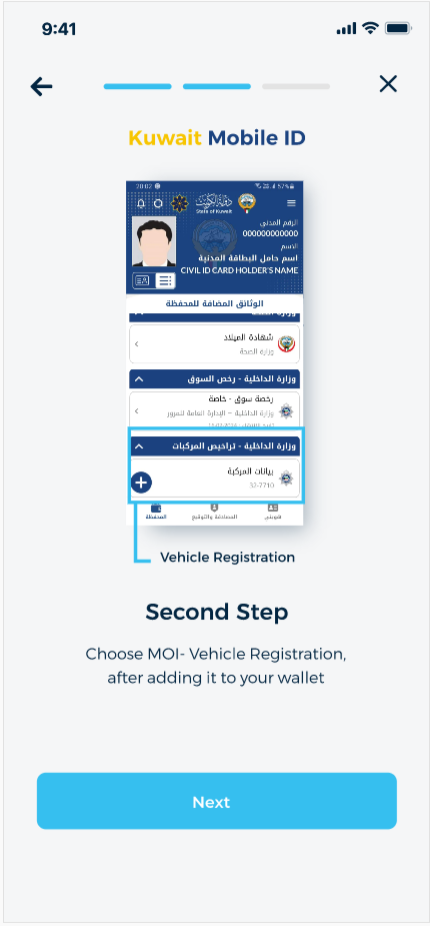 9:41
Kuwait Mobile ID
20:02
57%
دولة الكويت
State of Kuwait
الرقم المدني
000000000000
الاسم
اسم حامل البطاقة المدنية
CIVIL ID CARD HOLDER'S NAME
الوثائق المضافة للمحفظة
وزارة الصحة
شهادة الميلاد
وزارة الصحة
وزارة الداخلية - رخص السوق
رخصة سوق - خاصة
وزارة الداخلية – الإدارة العامة للمرور
وزارة الداخلية - تراخيص المركبات
بيانات المركبة
32-7710
هويتي
المصادقة والتوقيع
المحفظة
Vehicle Registration
Second Step
Choose MOI- Vehicle Registration,
after adding it to your wallet
Next